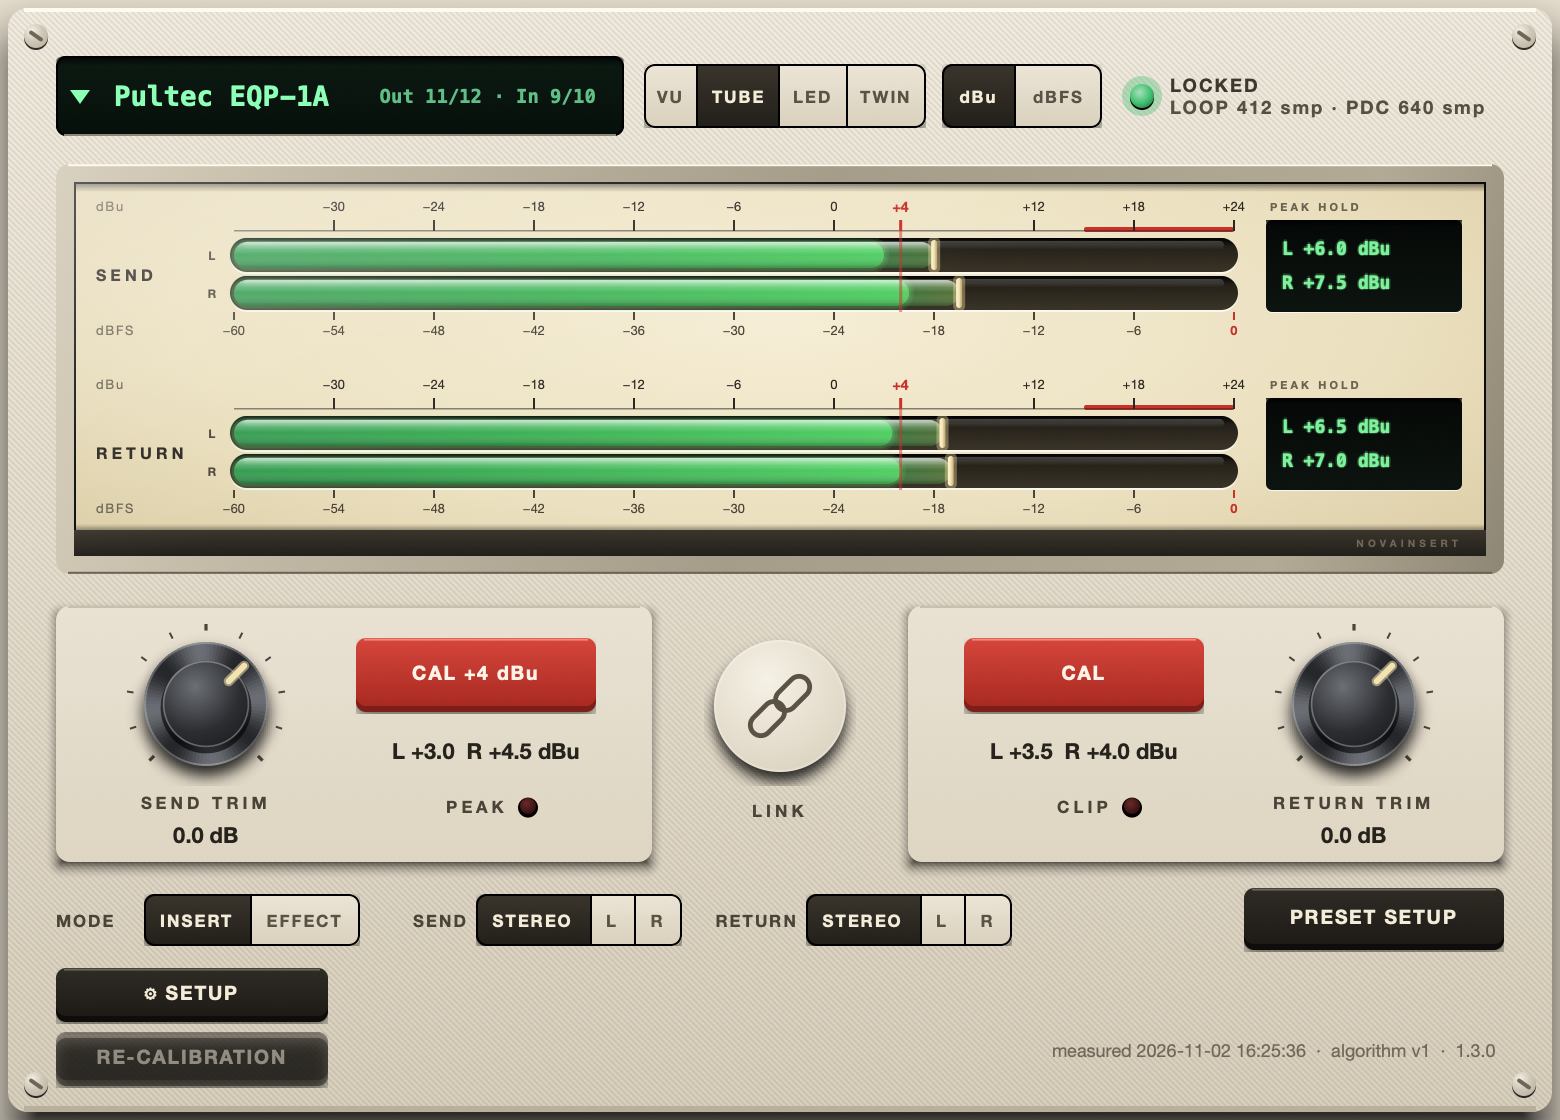 ▼ Pultec EQP-1A Out 11/12 · In 9/10
VU TUBE LED TWIN
dBu dBFS
LOCKED
LOOP 412 smp · PDC 640 smp
dBu −30 −24 −18 −12 −6 0 +4 +12 +18 +24
PEAK HOLD
SEND
L
R
L +6.0 dBu
R +7.5 dBu
dBFS −60 −54 −48 −42 −36 −30 −24 −18 −12 −6 0
dBu −30 −24 −18 −12 −6 0 +4 +12 +18 +24
PEAK HOLD
RETURN
L
R
L +6.5 dBu
R +7.0 dBu
dBFS −60 −54 −48 −42 −36 −30 −24 −18 −12 −6 0
NOVAINSERT
CAL +4 dBu
L +3.0 R +4.5 dBu
PEAK
SEND TRIM
0.0 dB
LINK
CAL
L +3.5 R +4.0 dBu
CLIP
RETURN TRIM
0.0 dB
MODE INSERT EFFECT
SEND STEREO L R
RETURN STEREO L R
PRESET SETUP
⚙ SETUP
RE-CALIBRATION
measured 2026-11-02 16:25:36 · algorithm v1 · 1.3.0